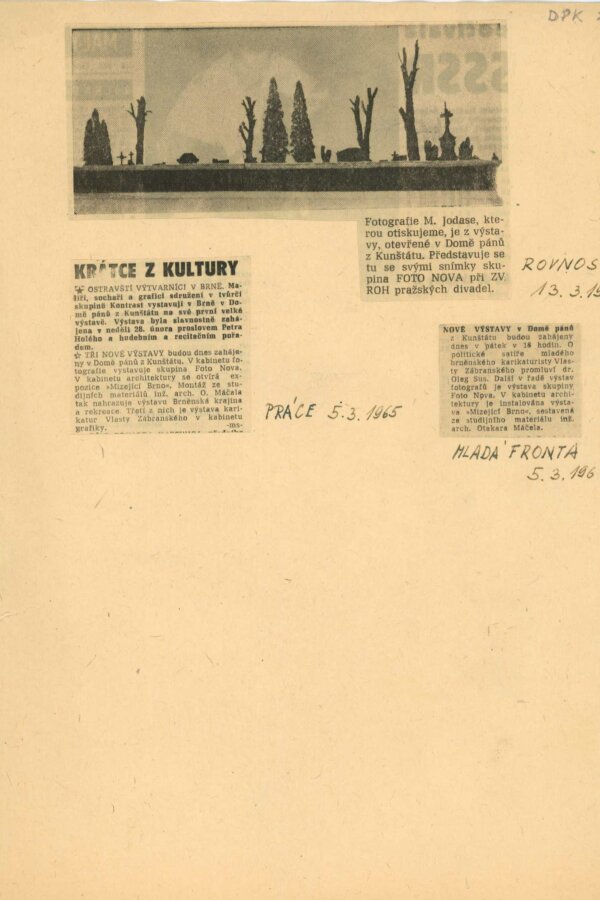 DPK
Fotografie M. Jodase, kte-
rou otiskujeme, je z výsta-
vy, otevřené v Domě pánů
z Kunštátu. Představuje se
tu se svými snímky sku-
pina FOTO NOVA při ZV
ROH pražských divadel.
ROVNOS
13. 3. 19
KRÁTCE Z KULTURY
OSTRAVŠTÍ VÝTVARNÍCI V BRNĚ. Ma-
líři, sochaři a grafici sdružení v tvůrčí
skupině Kontrast vystavují v Brně v Do-
mě pánů z Kunštátu na své první velké
výstavě. Výstava byla slavnostně zahá-
jena v neděli 28. února proslovem Petra
Holého a hudebním a recitačním pořa-
dem.
TŘI NOVÉ VÝSTAVY budou dnes zaháje-
ny v Domě pánů z Kunštátu. V kabinetu fo-
tografie vystavuje skupina Foto Nova.
V kabinetu architektury se otvírá ex-
pozice »Mizející Brno«. Montáž ze stu-
dijních materiálů inž. arch. O. Máčela
tak nahrazuje výstavu Brněnská krajina
a rekreace. Třetí z nich je výstava kari-
katur Vlasty Zábranského v kabinetu
grafiky. -ms-
PRÁCE 5. 3. 1965
NOVÉ VÝSTAVY v Domě pánů
z Kunštátu budou zahájeny
dnes v pátek v 16 hodin. O
politické satiře mladého
brněnského karikaturisty Vlas-
ty Zábranského promluví dr.
Oleg Sus. Další v řadě výstav
fotografů je výstava skupiny
Foto Nova. V kabinetu archi-
tektury je instalována výsta-
va »Mizející Brno«, sestavená
ze studijního materiálu inž.
arch. Otakara Máčela.
MLADÁ FRONTA
5. 3. 196